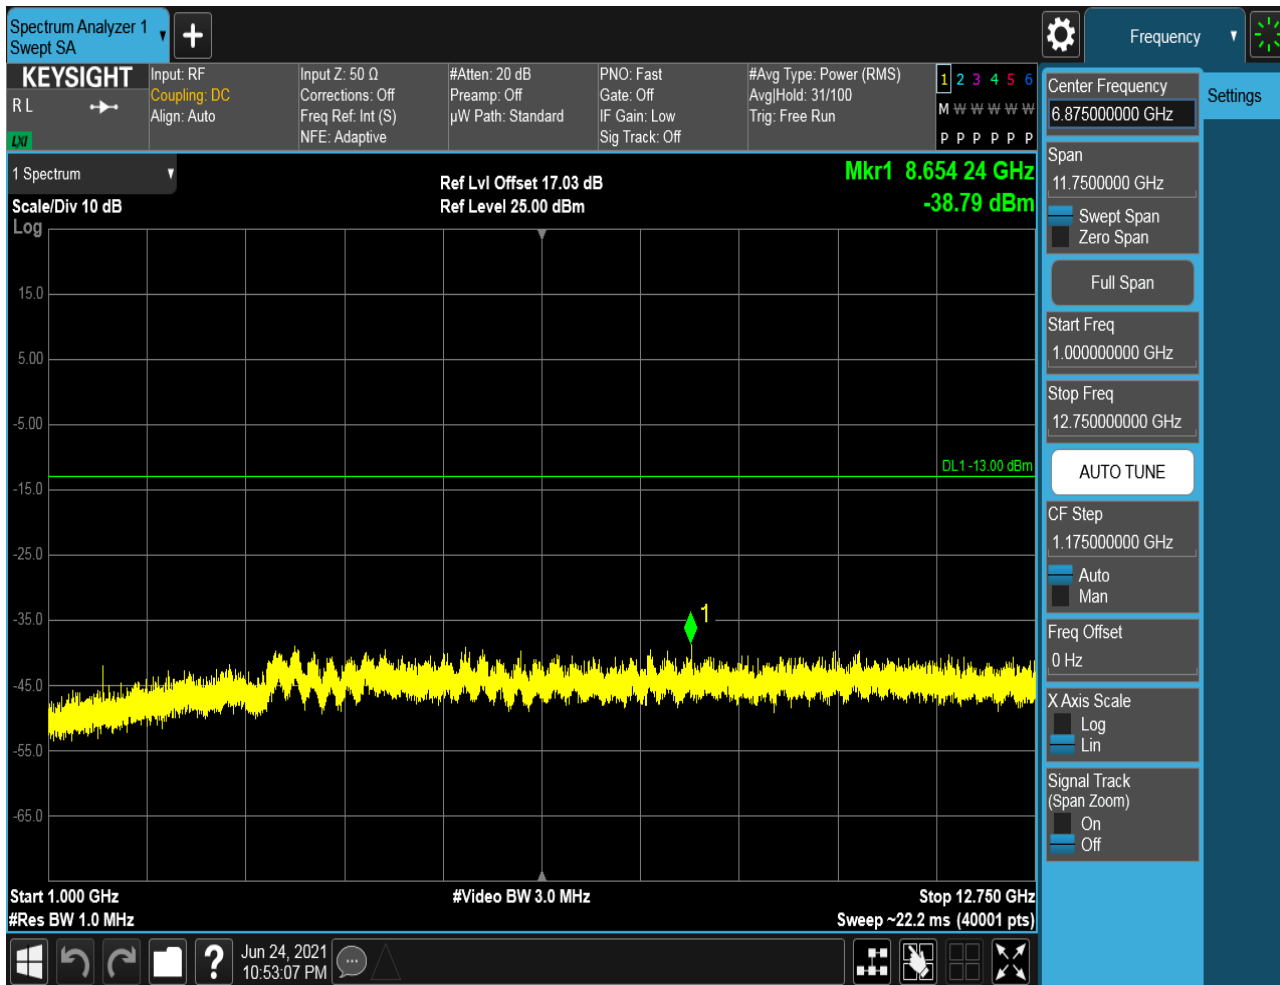 Spectrum Analyzer 1
Swept SA
Frequency
KEYSIGHT
R L
LXI
Input: RF
Coupling: DC
Align: Auto
Input Z: 50 Ω
Corrections: Off
Freq Ref: Int (S)
NFE: Adaptive
#Atten: 20 dB
Preamp: Off
µW Path: Standard
PNO: Fast
Gate: Off
IF Gain: Low
Sig Track: Off
#Avg Type: Power (RMS)
Avg|Hold: 31/100
Trig: Free Run
1 2 3 4 5 6
M W W W W W
P P P P P P
1 Spectrum
Scale/Div 10 dB
Log
Ref Lvl Offset 17.03 dB
Ref Level 25.00 dBm
Mkr1 8.654 24 GHz
-38.79 dBm
15.0
5.00
-5.00
DL1 -13.00 dBm
-15.0
-25.0
-35.0
1
-45.0
-55.0
-65.0
Start 1.000 GHz
#Res BW 1.0 MHz
#Video BW 3.0 MHz
Stop 12.750 GHz
Sweep ~22.2 ms (40001 pts)
Center Frequency
6.875000000 GHz
Settings
Span
11.7500000 GHz
Swept Span
Zero Span
Full Span
Start Freq
1.000000000 GHz
Stop Freq
12.750000000 GHz
AUTO TUNE
CF Step
1.175000000 GHz
Auto
Man
Freq Offset
0 Hz
X Axis Scale
Log
Lin
Signal Track
(Span Zoom)
On
Off
?
Jun 24, 2021
10:53:07 PM